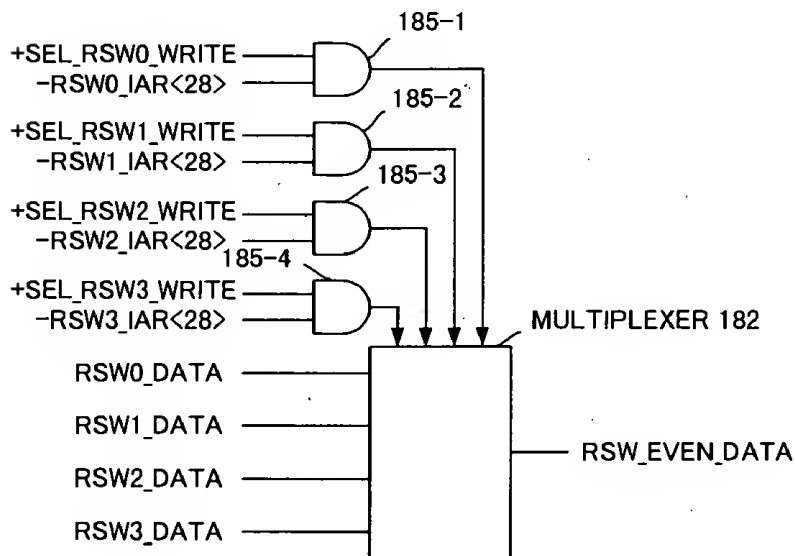 185-1
+SEL_RSW0_WRITE
-RSW0_IAR<28>
185-2
+SEL_RSW1_WRITE
-RSW1_IAR<28>
185-3
+SEL_RSW2_WRITE
-RSW2_IAR<28>
185-4
+SEL_RSW3_WRITE
-RSW3_IAR<28>
MULTIPLEXER 182
RSW0_DATA
RSW1_DATA
RSW_EVEN_DATA
RSW2_DATA
RSW3_DATA